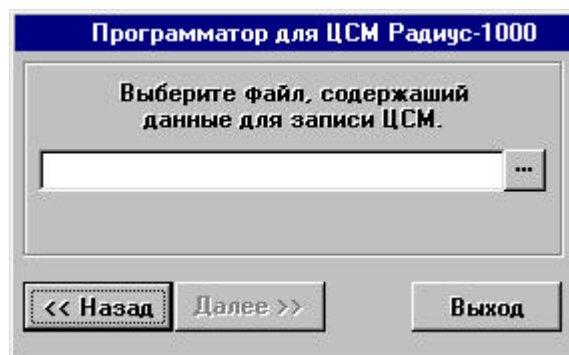 Программатор для ЦСМ Радиус-1000
Выберите файл, содержаший
данные для записи ЦСМ.
...
<< Назад
Далее >>
Выход